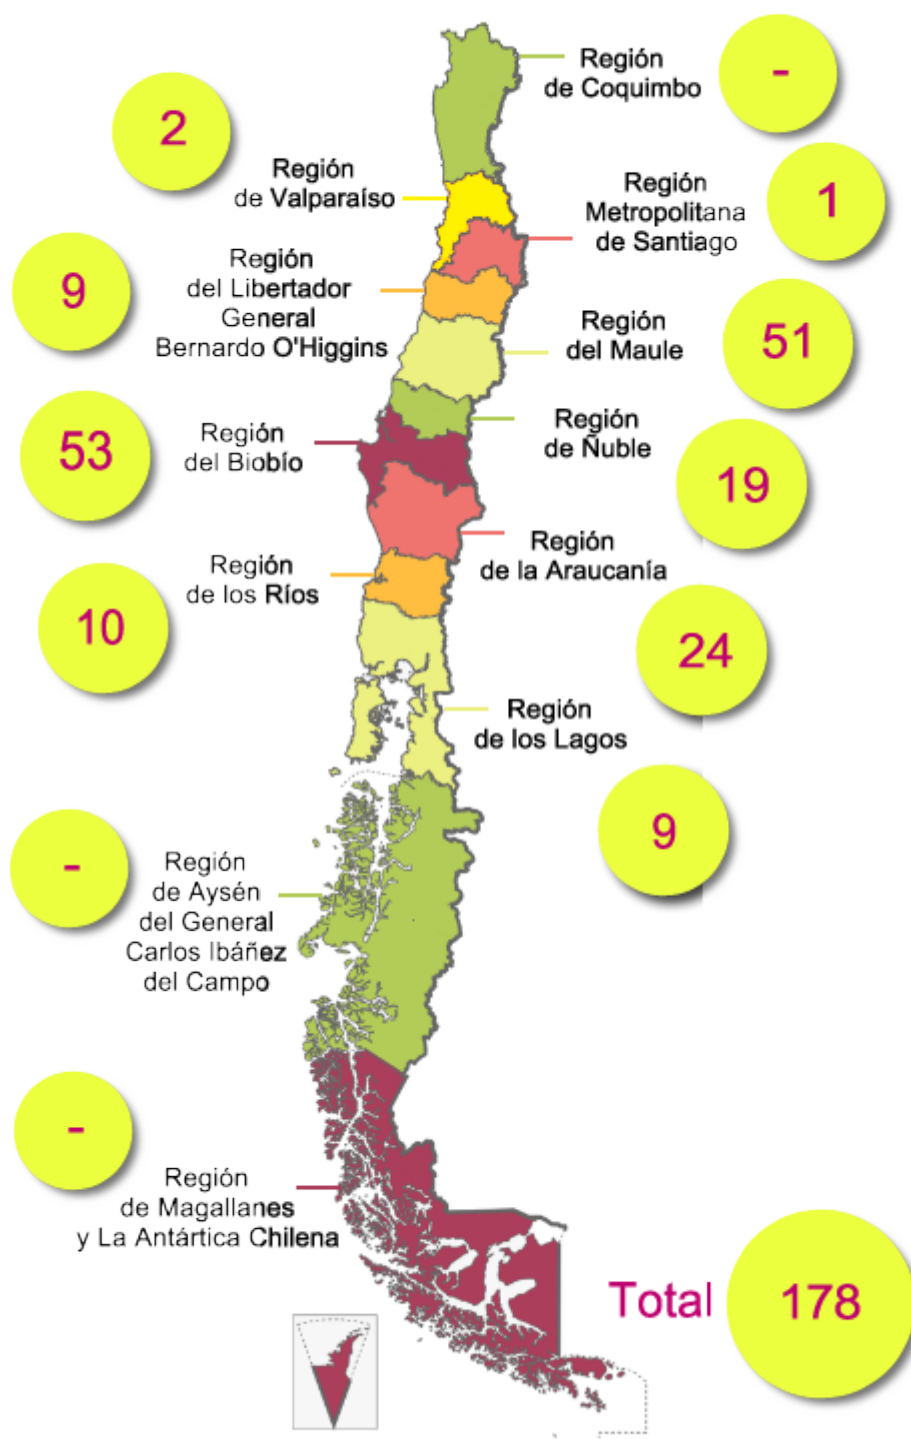 Región
de Coquimbo
-
2
Región
de Valparaíso
Región
Metropolitana
de Santiago
1
9
Región
del Libertador
General
Bernardo O'Higgins
Región
del Maule
51
53
Región
del Biobío
Región
de Ñuble
19
Región
de la Araucanía
10
Región
de los Ríos
24
Región
de los Lagos
9
-
Región
de Aysén
del General
Carlos Ibáñez
del Campo
-
Región
de Magallanes
y La Antártica Chilena
Total
178